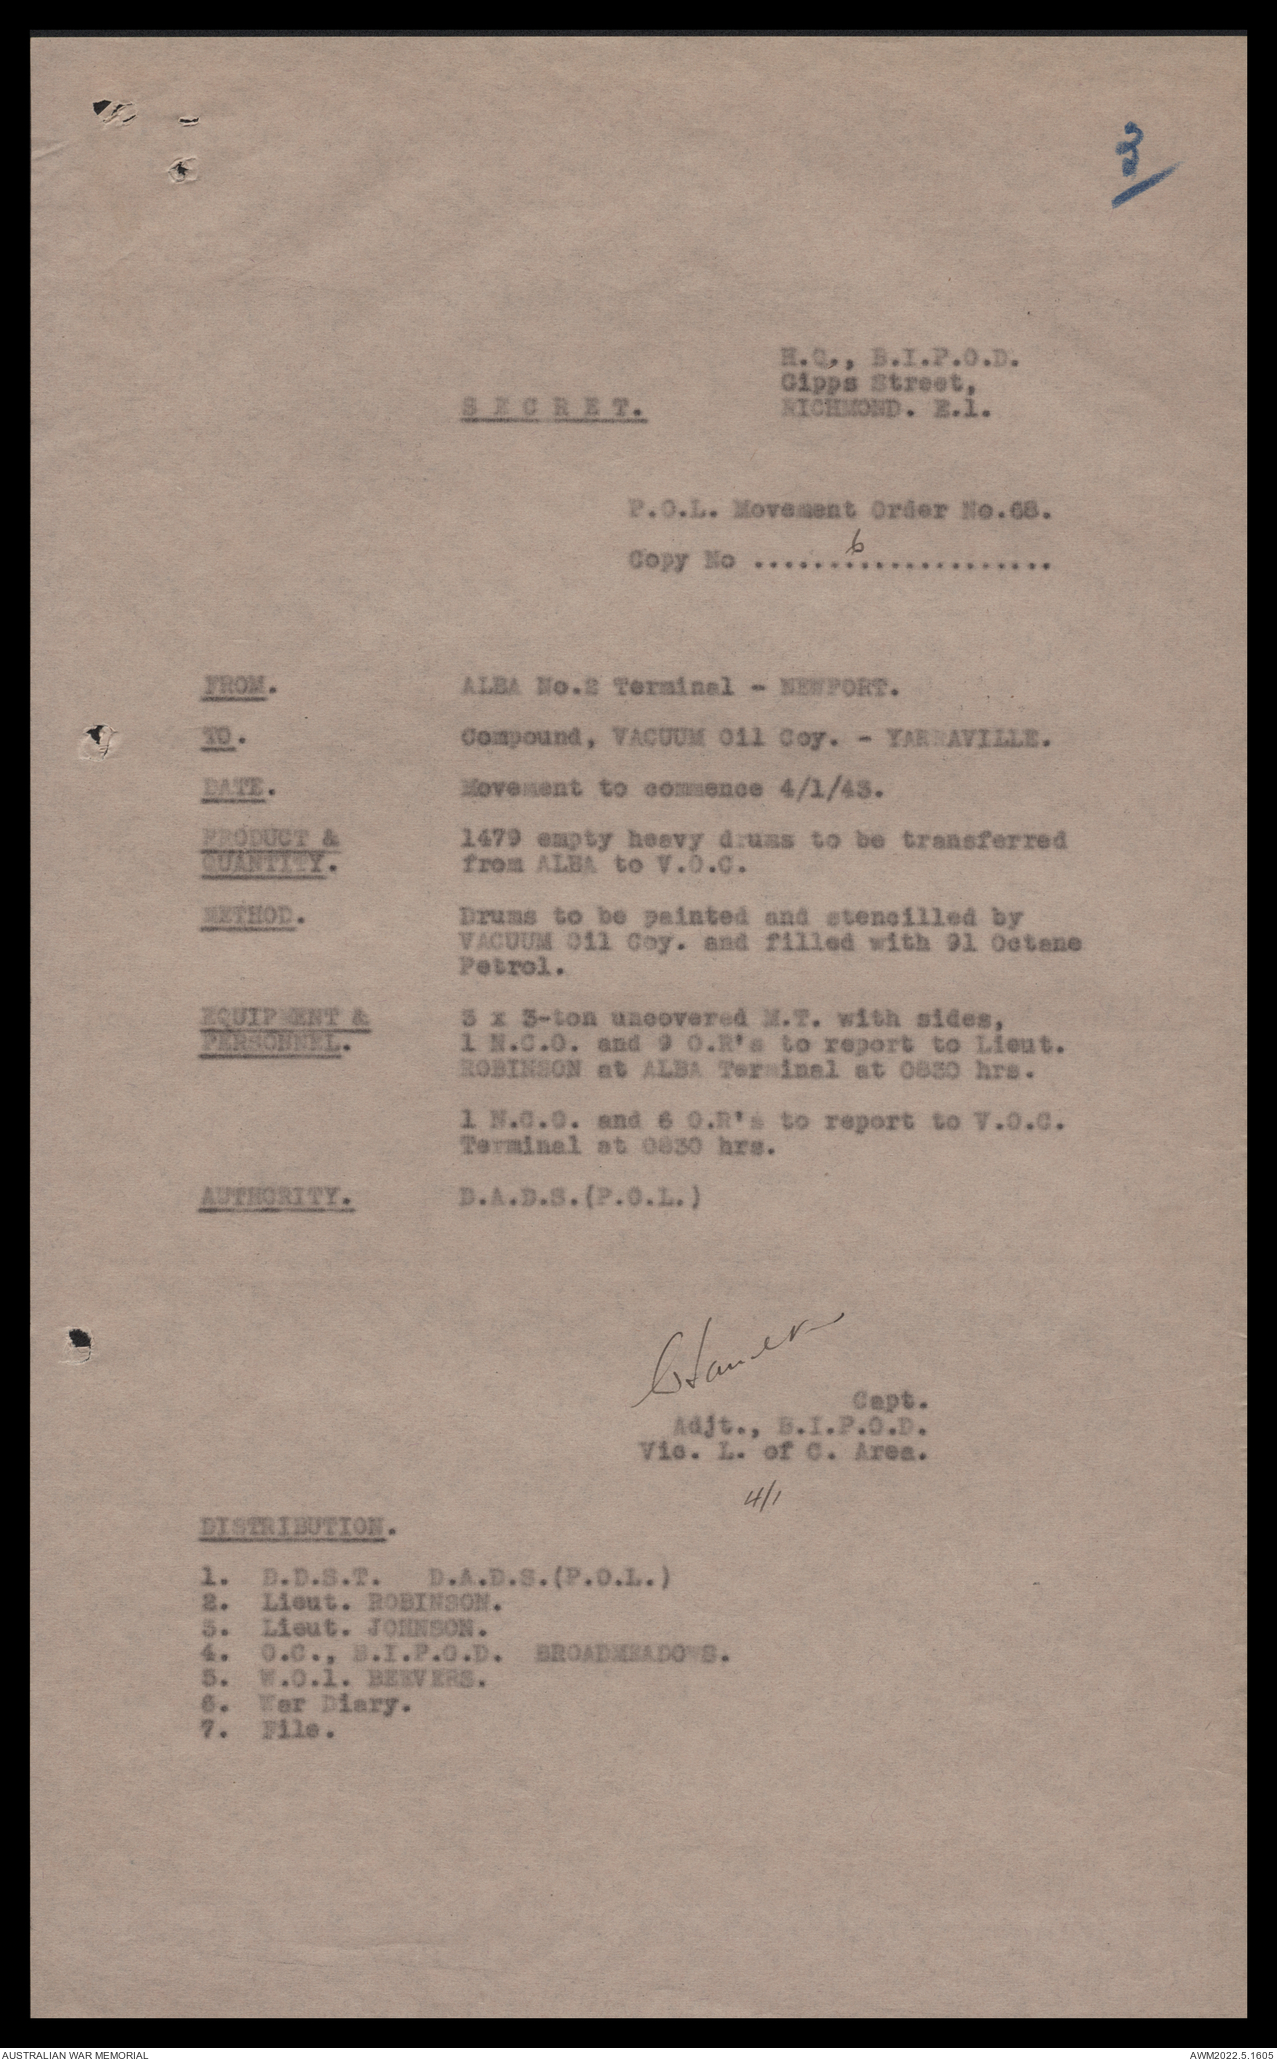 3
H.Q., B.I.P.O.D.
Gipps Street,
SECRET. RICHMOND. E.1.
P.O.L. Movement Order No.68.
Copy No .................... 6
FROM. ALBA No.2 Terminal - NEWPORT.
TO. Compound, VACUUM Oil Coy. - YARRAVILLE.
DATE. Movement to commence 4/1/43.
PRODUCT & 1479 empty heavy drums to be transferred
QUANTITY. from ALBA to V.O.C.
METHOD. Drums to be painted and stencilled by
VACUUM Oil Coy. and filled with 91 Octane
Petrol.
EQUIPMENT & 3 x 3-ton uncovered M.T. with sides,
PERSONNEL. 1 N.C.O. and 9 O.R's to report to Lieut.
ROBINSON at ALBA Terminal at 0830 hrs.
1 N.C.O. and 6 O.R's to report to V.O.C.
Terminal at 0830 hrs.
AUTHORITY. D.A.D.S.(P.O.L.)
Capt.
Adjt., B.I.P.O.D.
Vic. L. of C. Area.
4/1
DISTRIBUTION.
1. D.D.S.T. D.A.D.S.(P.O.L.)
2. Lieut. ROBINSON.
3. Lieut. JOHNSON.
4. O.C., B.I.P.O.D. BROADMEADOWS.
5. W.O.1. BEEVERS.
6. War Diary.
7. File.
AUSTRALIAN WAR MEMORIAL AWM2022.5.1605